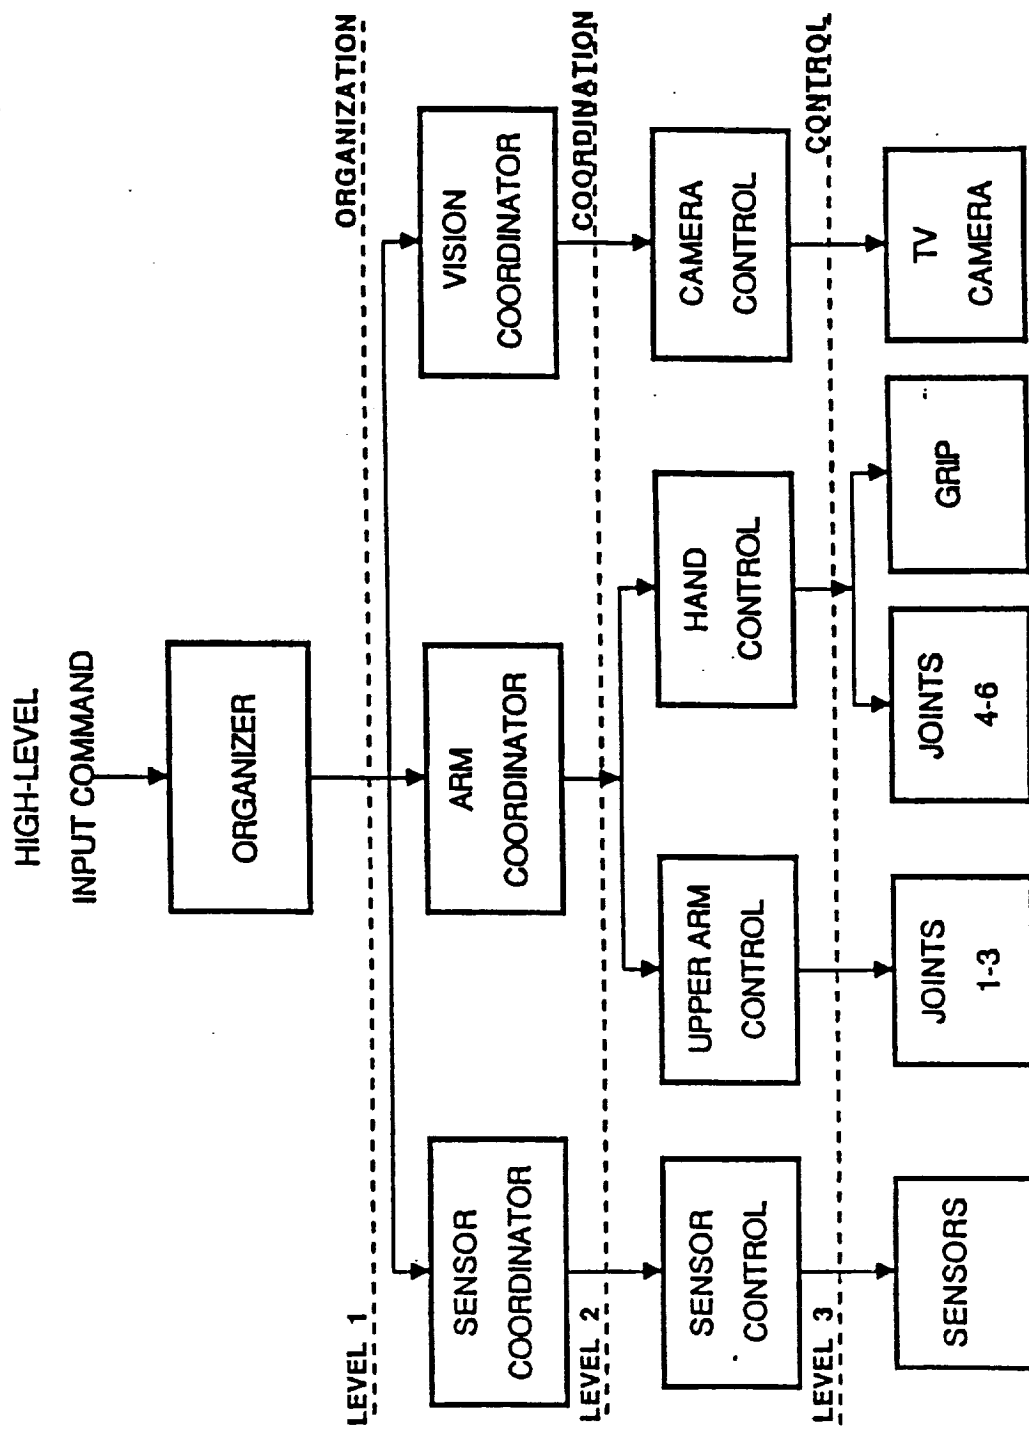 HIGH-LEVEL
INPUT COMMAND
ORGANIZER
LEVEL 1
ORGANIZATION
SENSOR
COORDINATOR
ARM
COORDINATOR
VISION
COORDINATOR
LEVEL 2
COORDINATION
SENSOR
CONTROL
UPPER ARM
CONTROL
HAND
CONTROL
CAMERA
CONTROL
LEVEL 3
CONTROL
SENSORS
JOINTS
1-3
JOINTS
4-6
GRIP
TV
CAMERA